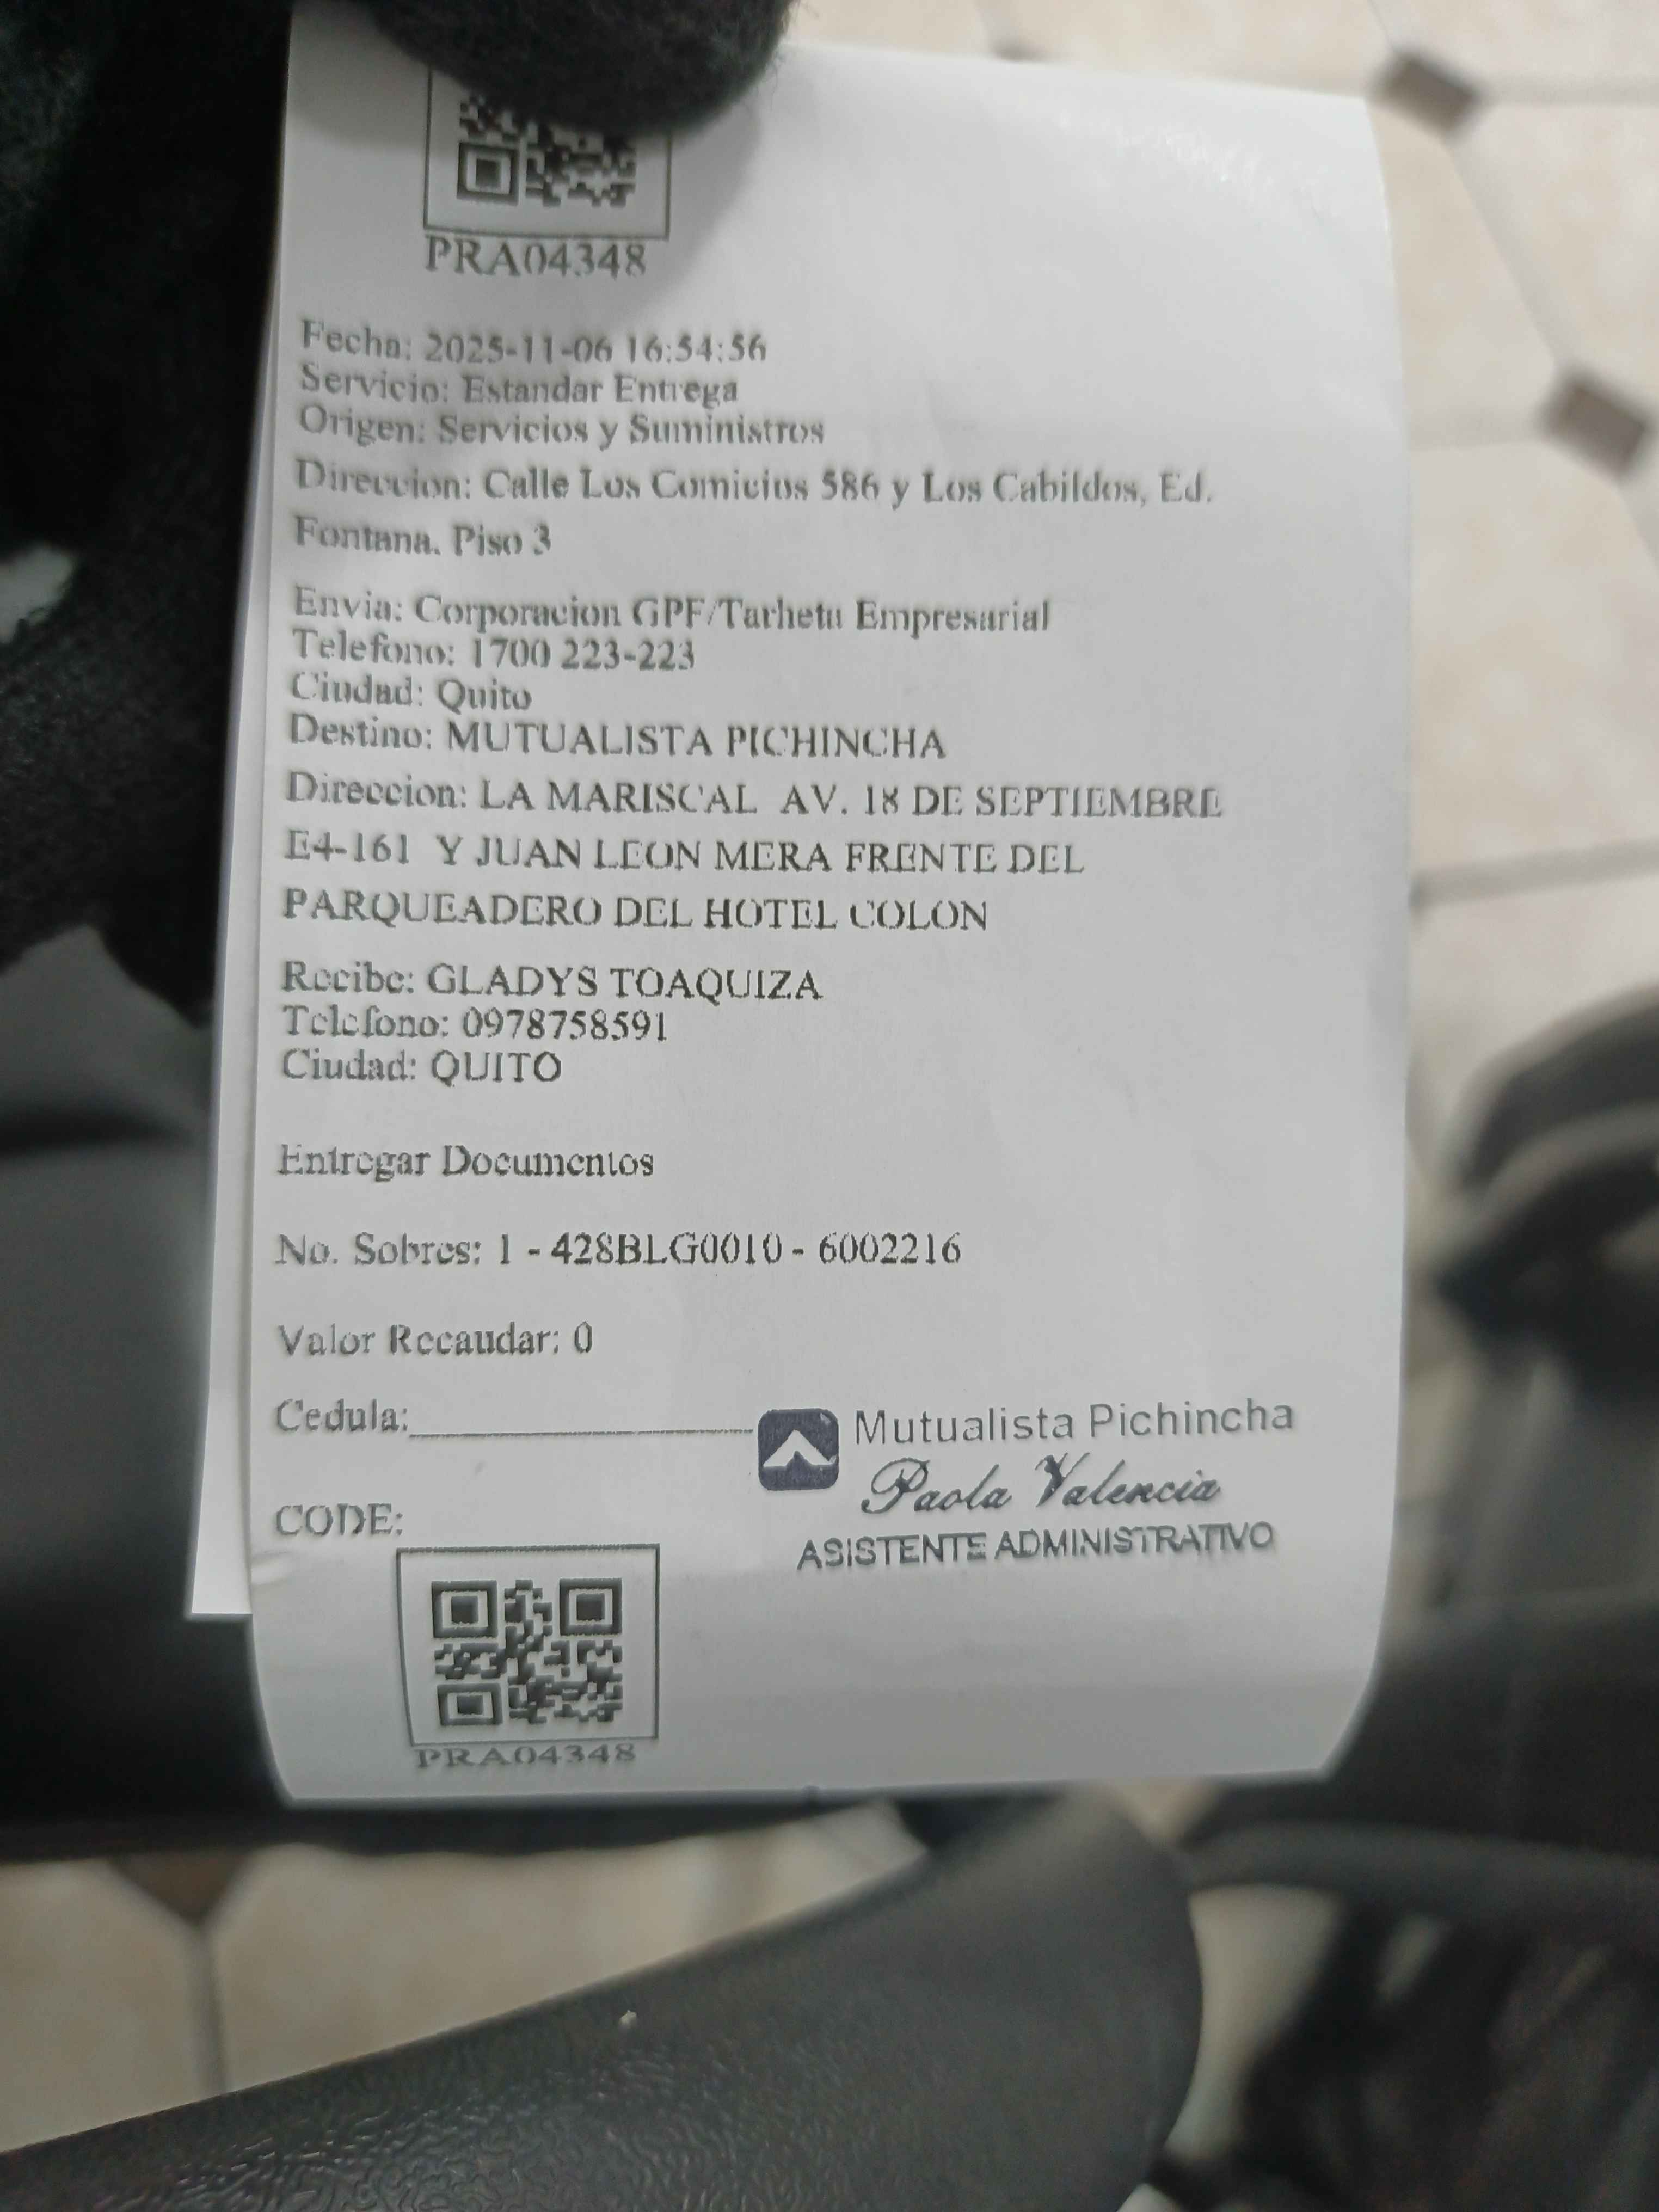 PRA04348
Fecha: 2025-11-06 16:54:56
Servicio: Estandar Entrega
Origen: Servicios y Suministros
Direccion: Calle Los Comicios 586 y Los Cabildos, Ed.
Fontana. Piso 3
Envia: Corporacion GPF/Tarheta Empresarial
Telefono: 1700 223-223
Ciudad: Quito
Destino: MUTUALISTA PICHINCHA
Direccion: LA MARISCAL AV. 18 DE SEPTIEMBRE
E4-161 Y JUAN LEON MERA FRENTE DEL
PARQUEADERO DEL HOTEL COLON
Recibe: GLADYS TOAQUIZA
Telefono: 0978758591
Ciudad: QUITO
Entregar Documentos
No. Sobres: 1 - 428BLG0010 - 6002216
Valor Recaudar: 0
Cedula:
Mutualista Pichincha
Paola Valencia
ASISTENTE ADMINISTRATIVO
CODE:
PRA04348